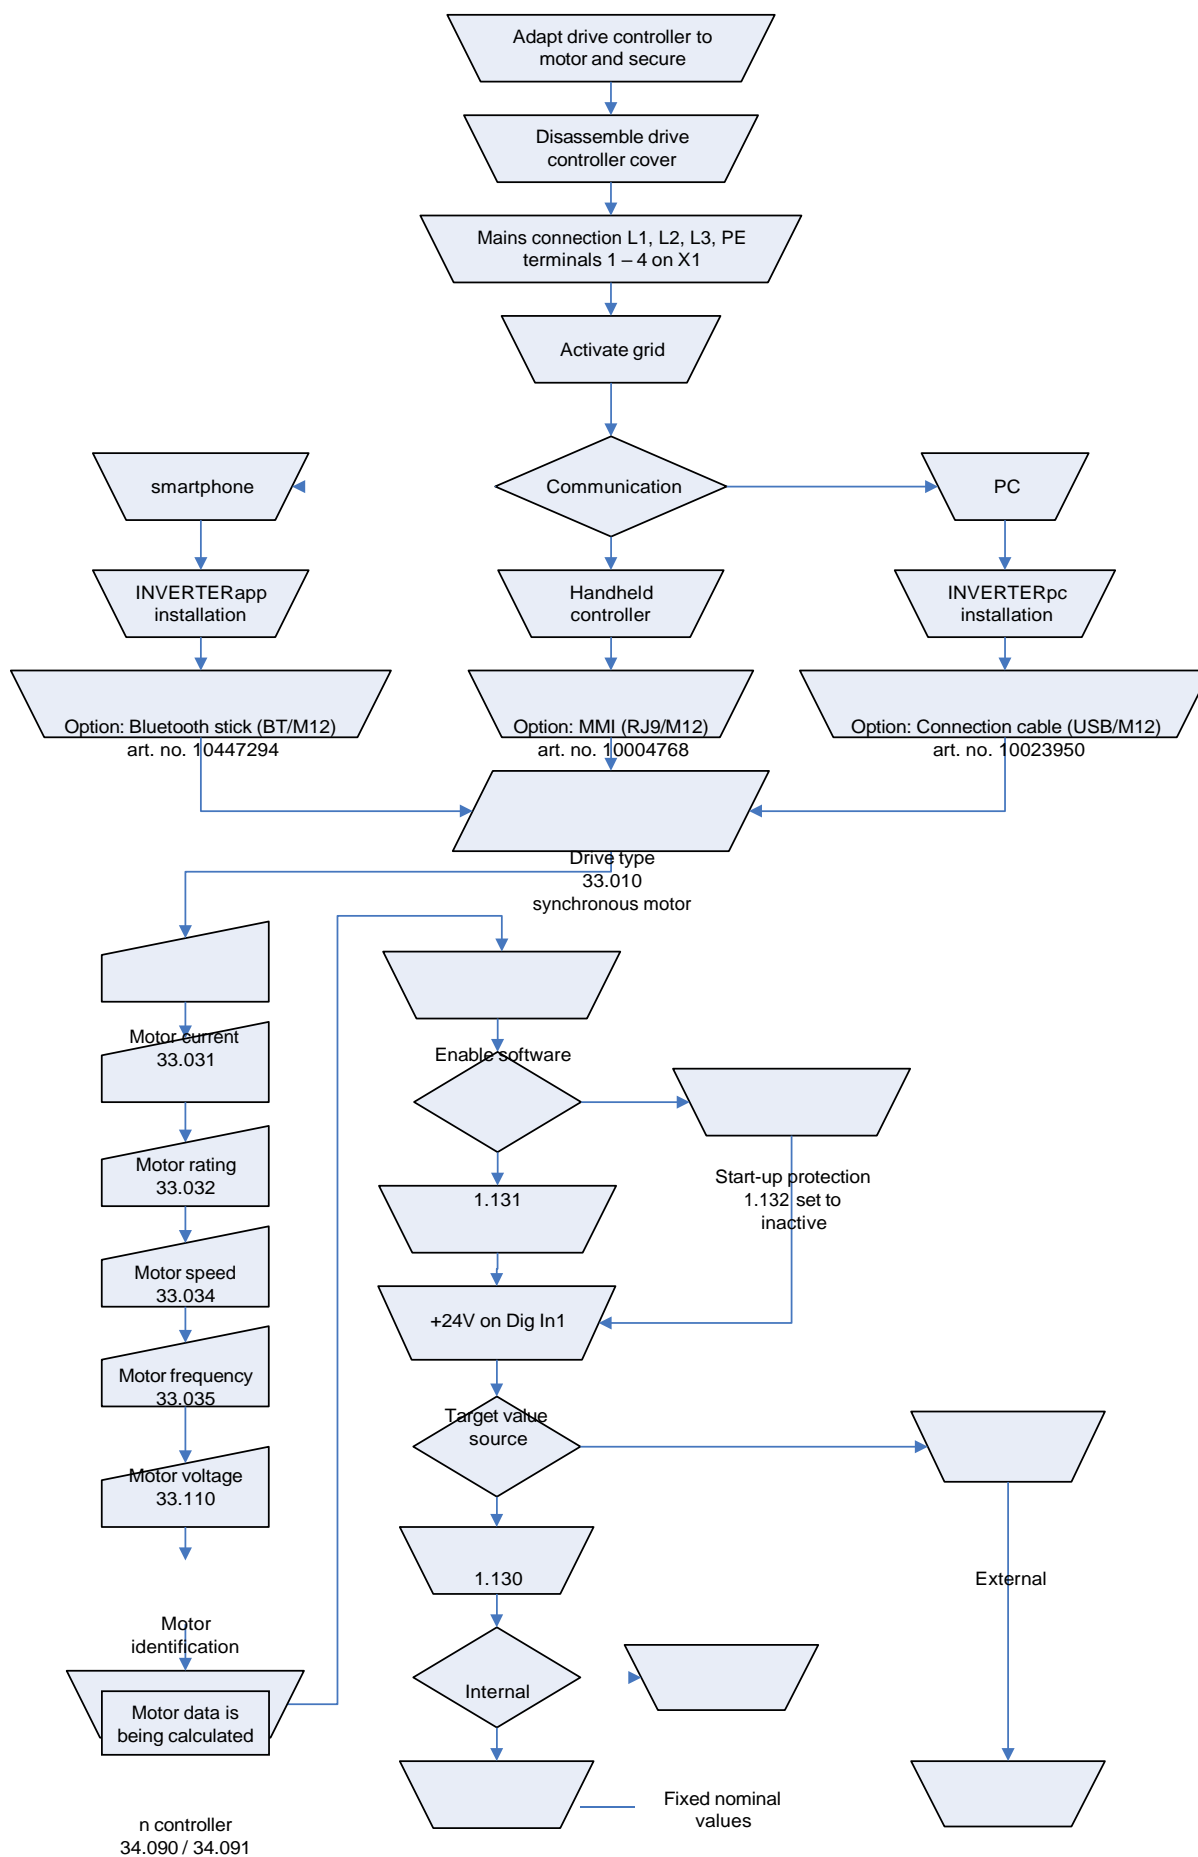 Adapt drive controller to
motor and secure
Disassemble drive
controller cover
Mains connection L1, L2, L3, PE
terminals 1 – 4 on X1
Activate grid
smartphone
Communication
PC
INVERTERapp
installation
Handheld
controller
INVERTERpc
installation
Option: Bluetooth stick (BT/M12)
art. no. 10447294
Option: MMI (RJ9/M12)
art. no. 10004768
Option: Connection cable (USB/M12)
art. no. 10023950
Drive type
33.010
synchronous motor
Motor current
33.031
Motor rating
33.032
Motor speed
33.034
Motor frequency
33.035
Motor voltage
33.110
Motor
identification
Motor data is
being calculated
n controller
34.090 / 34.091
Enable software
1.131
Start-up protection
1.132 set to
inactive
+24V on Dig In1
Target value
source
1.130
External
Internal
Fixed nominal
values